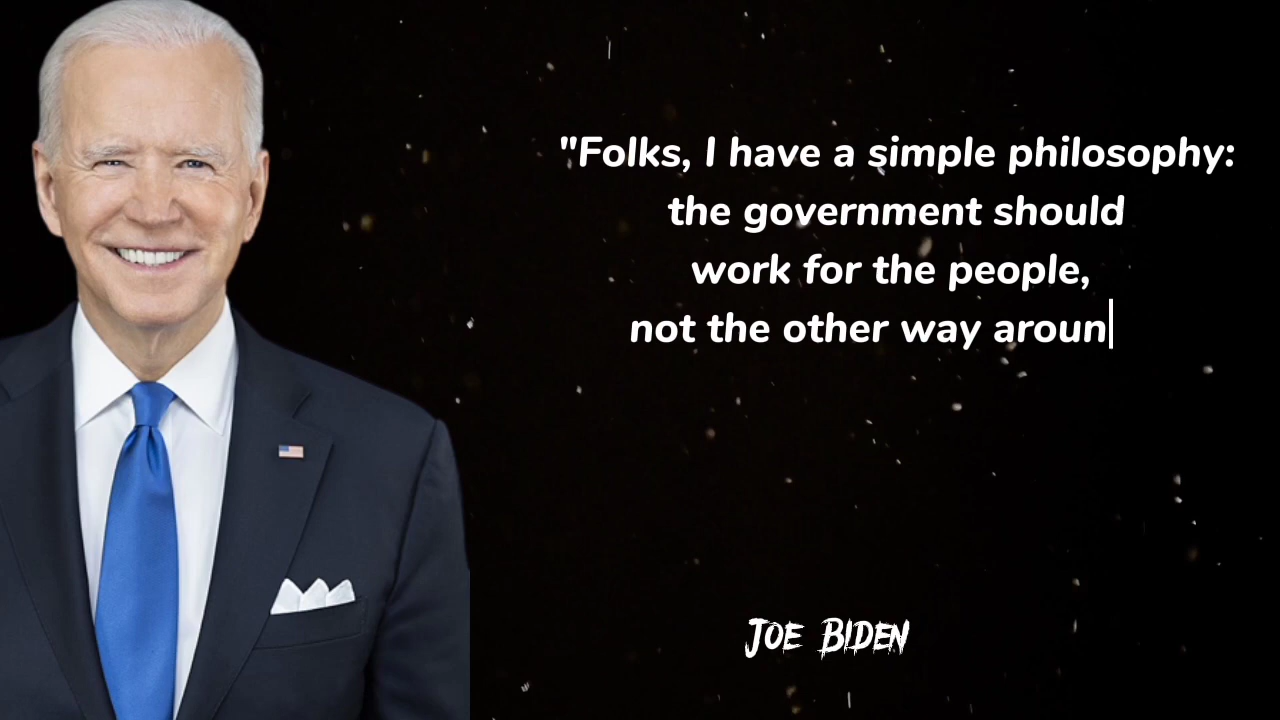 "Folks, I have a simple philosophy:
the government should
work for the people,
not the other way aroun
Joe Biden